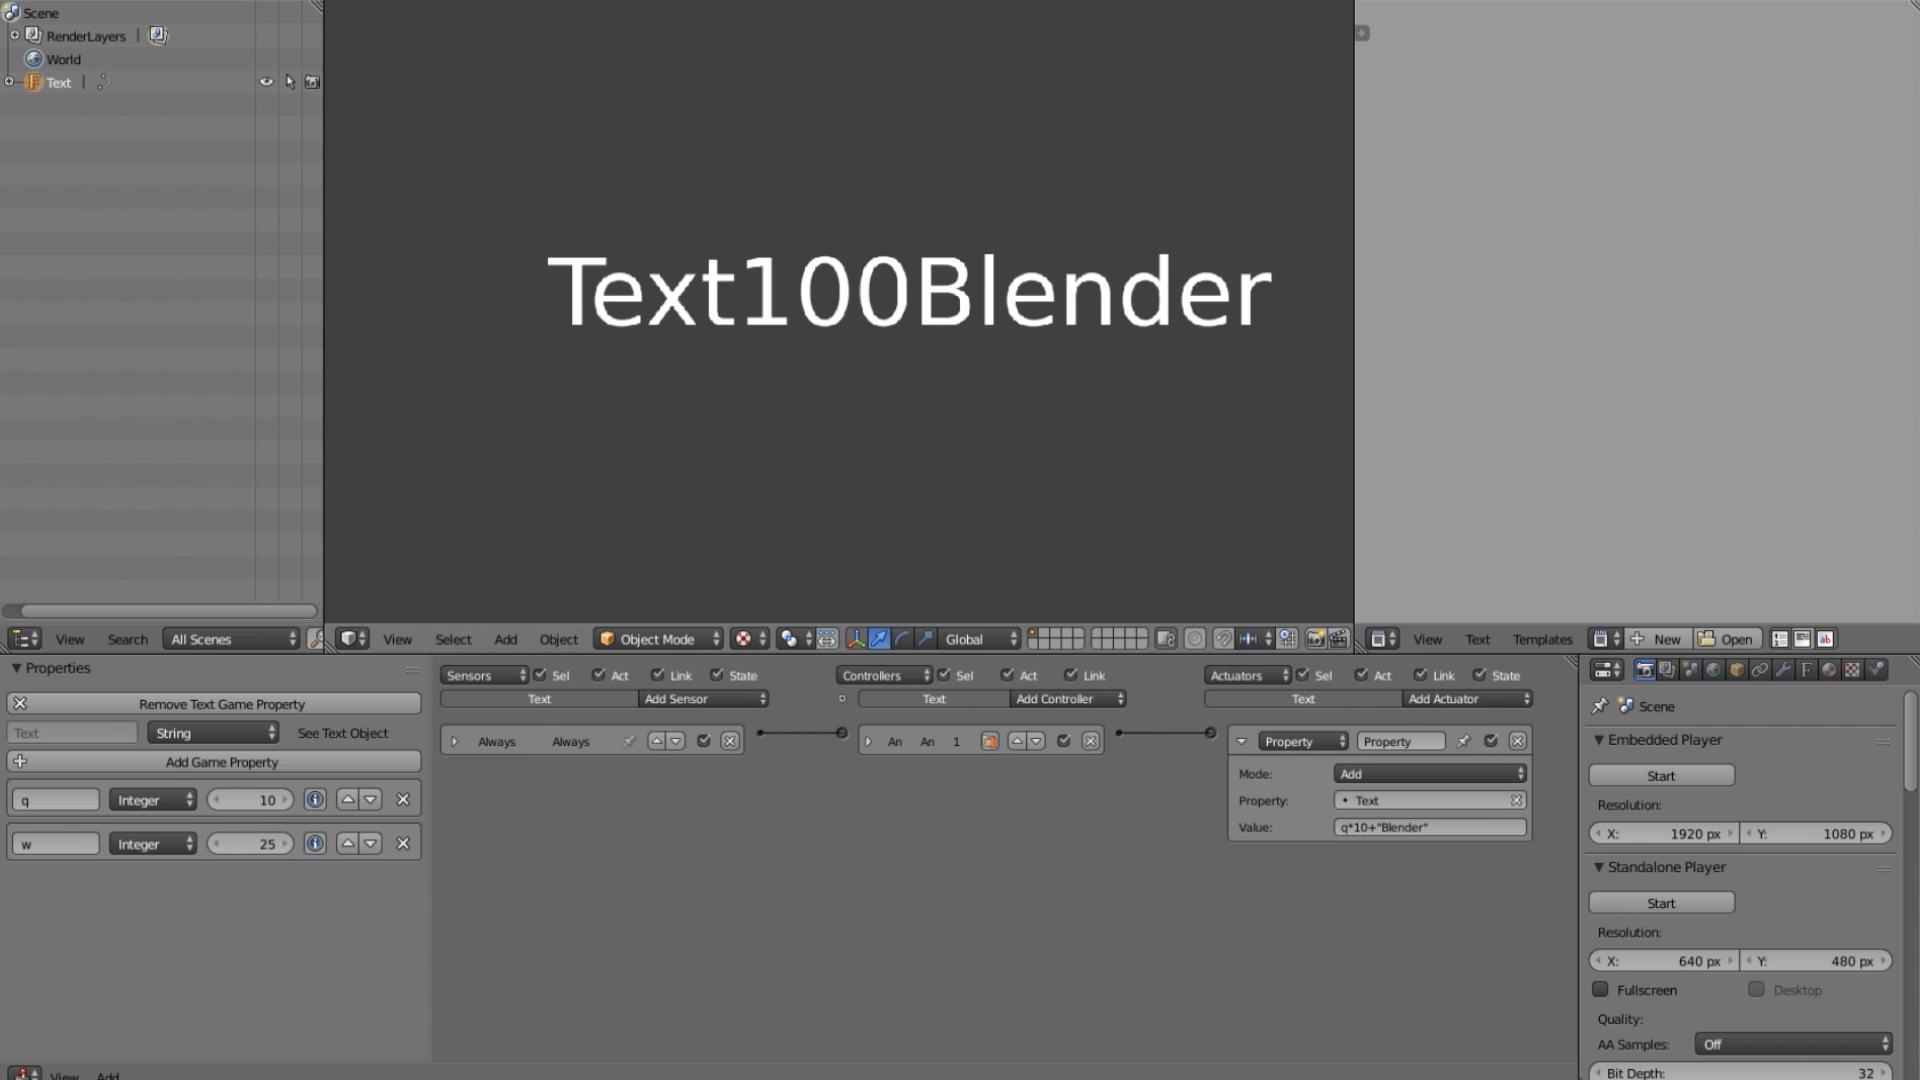 Scene
RenderLayers |
World
Text |
Text100Blender
View Search All Scenes
View Select Add Object Object Mode Global
View Text Templates New Open
Properties
Remove Text Game Property
Text String See Text Object
Add Game Property
q Integer 10
w Integer 25
Sensors Sel Act Link State
Text Add Sensor
Always Always
Controllers Sel Act Link
Text Add Controller
An An 1
Actuators Sel Act Link State
Text Add Actuator
Property Property
Mode: Add
Property: Text
Value: q*10+"Blender"
View Add
Scene
Embedded Player
Start
Resolution:
X: 1920 px Y: 1080 px
Standalone Player
Start
Resolution:
X: 640 px Y: 480 px
Fullscreen Desktop
Quality:
AA Samples: Off
Bit Depth: 32